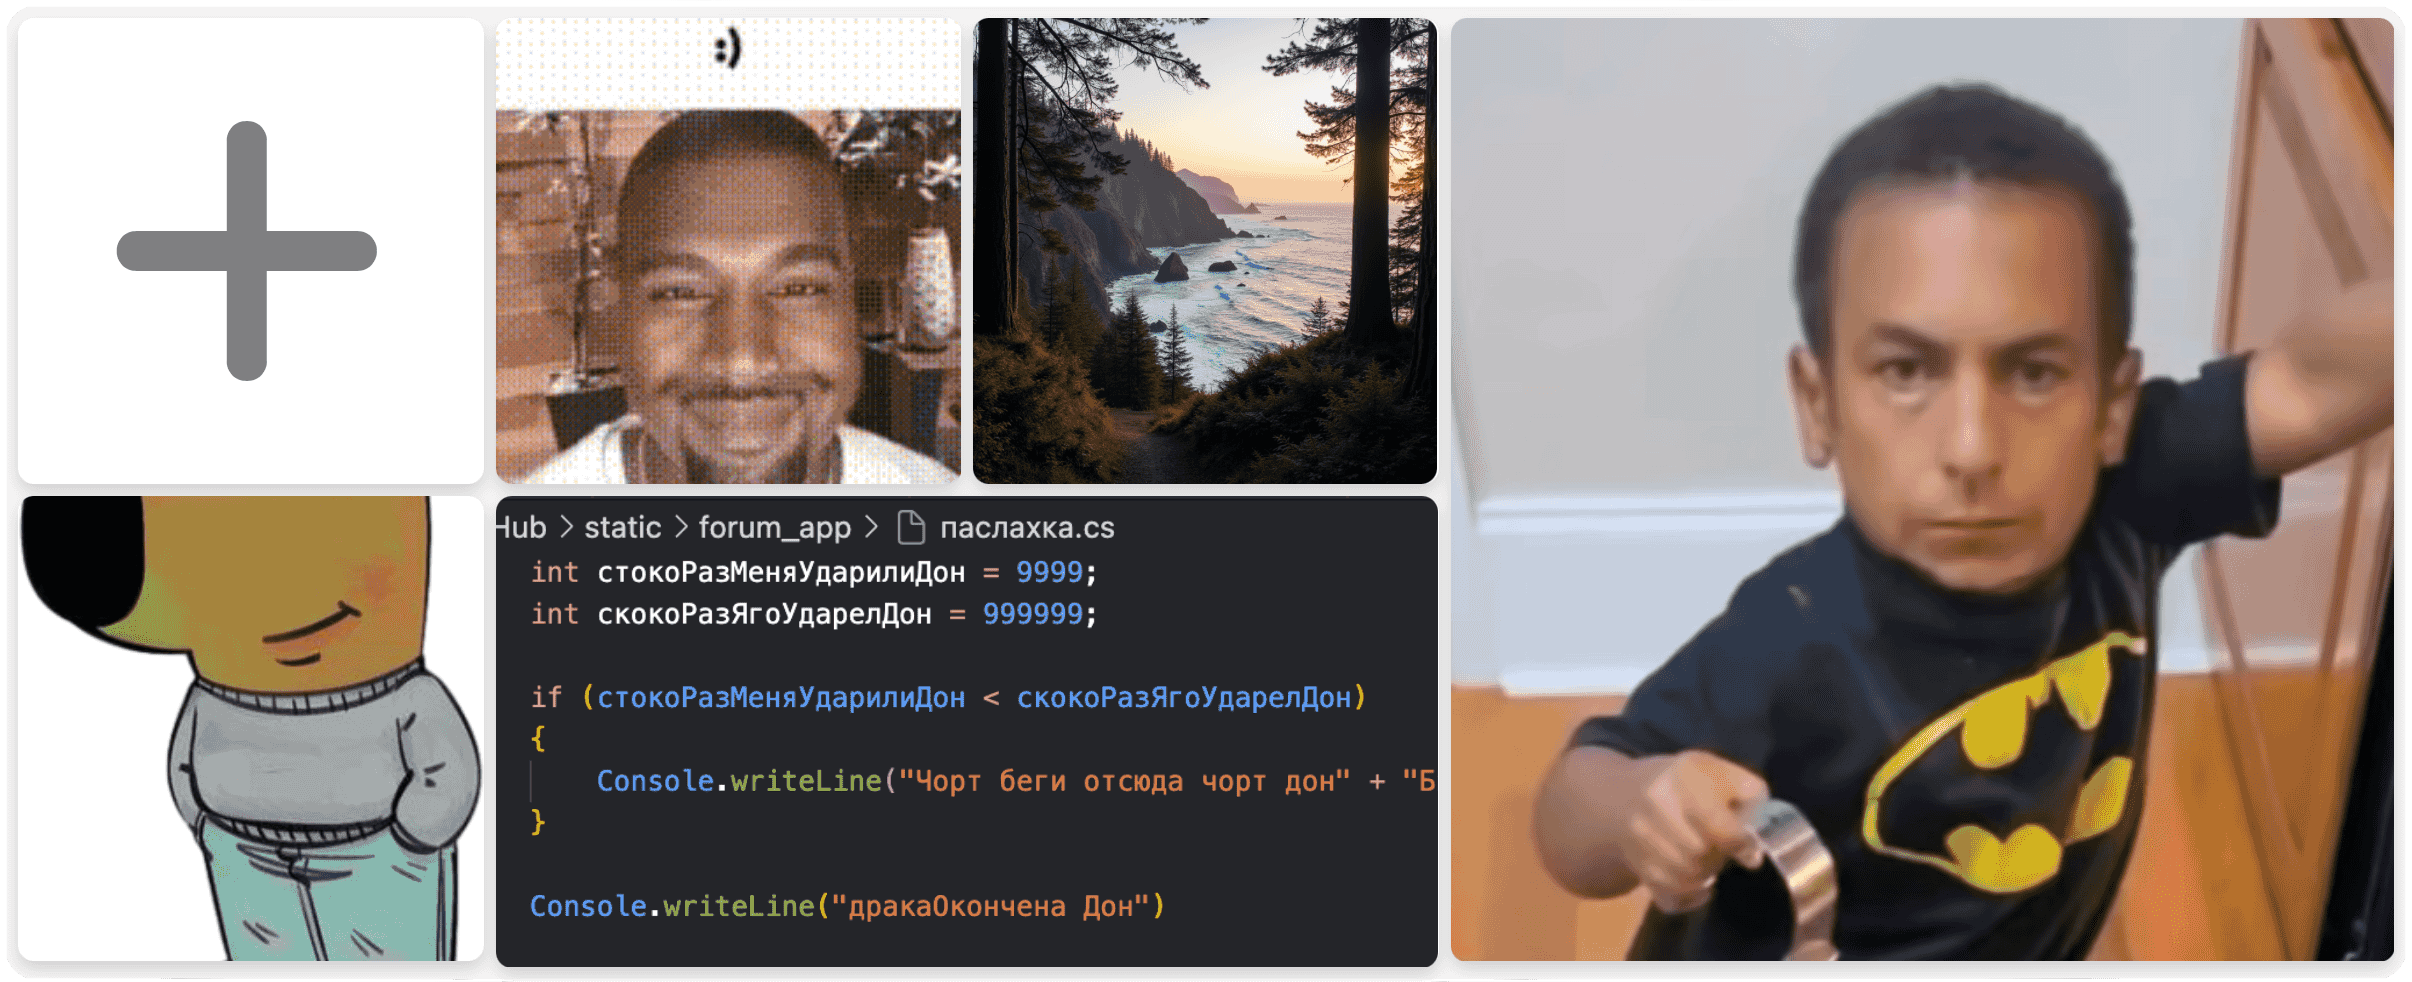 :)
Hub > static > forum_app > паслахка.cs
int стокоРазМеняУдарилиДон = 9999;
int скокоРазЯгоУдарелДон = 999999;
if (стокоРазМеняУдарилиДон < скокоРазЯгоУдарелДон)
{
Console.writeLine("Чорт беги отсюда чорт дон" + "Б
}
Console.writeLine("дракаОкончена Дон")